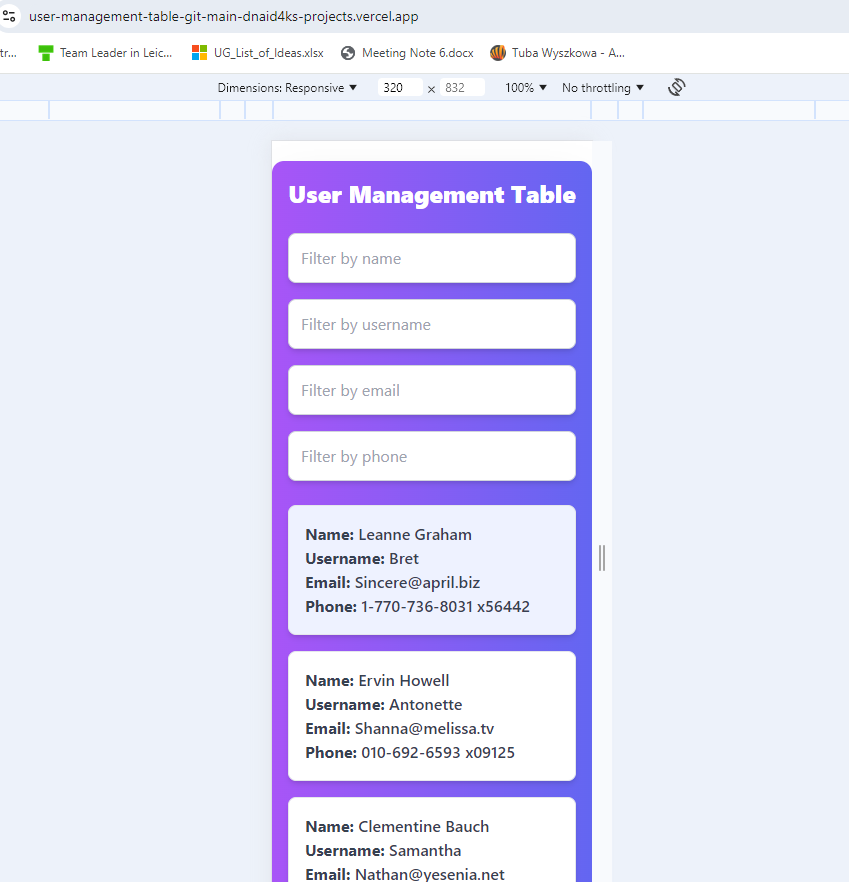 user-management-table-git-main-dnaid4ks-projects.vercel.app
tr... Team Leader in Leic... UG_List_of_Ideas.xlsx Meeting Note 6.docx Tuba Wyszkowa - A...
Dimensions: Responsive 320 × 832 100% No throttling
User Management Table
Filter by name
Filter by username
Filter by email
Filter by phone
Name: Leanne Graham
Username: Bret
Email: Sincere@april.biz
Phone: 1-770-736-8031 x56442
Name: Ervin Howell
Username: Antonette
Email: Shanna@melissa.tv
Phone: 010-692-6593 x09125
Name: Clementine Bauch
Username: Samantha
Email: Nathan@yesenia.net